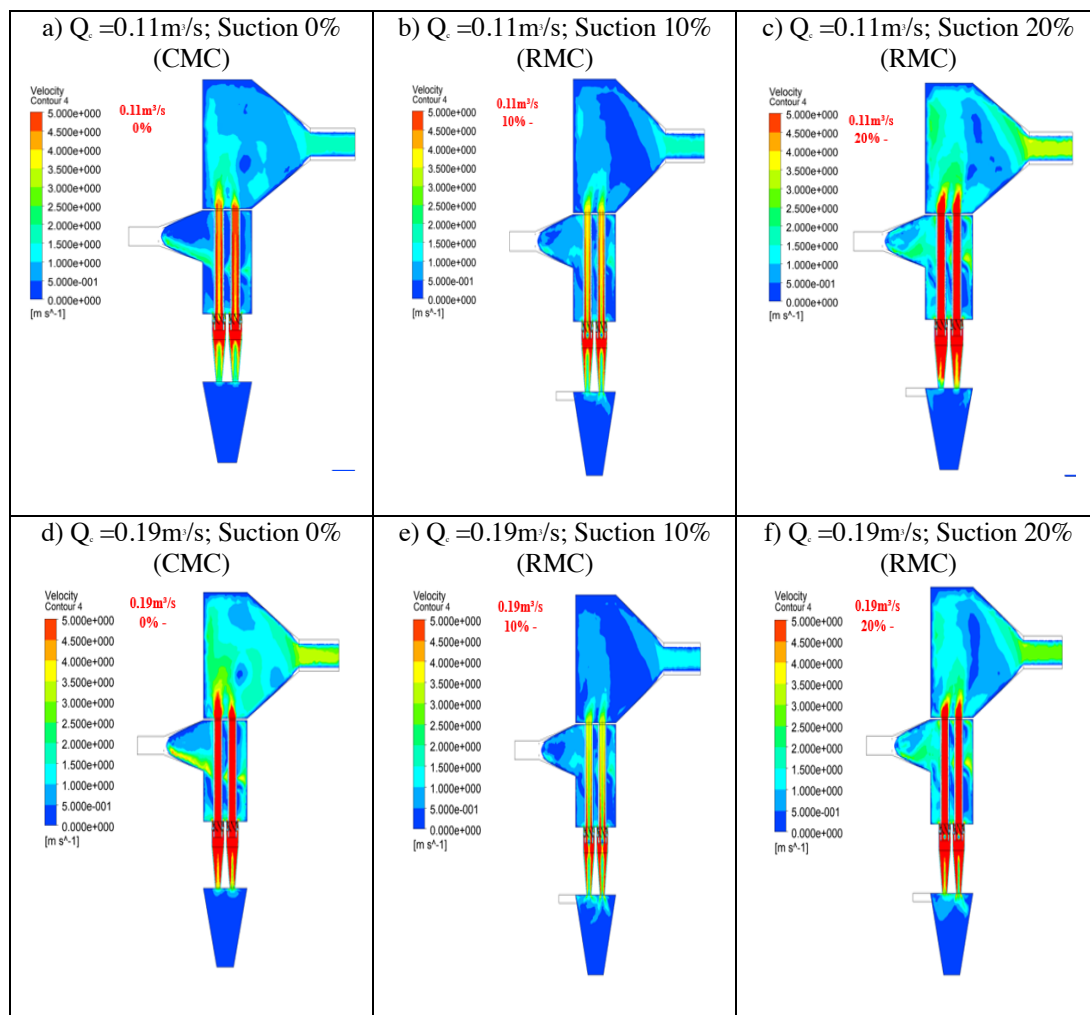 a) Q꜀ =0.11m³/s; Suction 0%
(CMC)
b) Q꜀ =0.11m³/s; Suction 10%
(RMC)
c) Q꜀ =0.11m³/s; Suction 20%
(RMC)
Velocity
Contour 4
0.11m³/s
0%
5.000e+000
4.500e+000
4.000e+000
3.500e+000
3.000e+000
2.500e+000
2.000e+000
1.500e+000
1.000e+000
5.000e-001
0.000e+000
[m s^-1]
Velocity
Contour 4
0.11m³/s
10% -
5.000e+000
4.500e+000
4.000e+000
3.500e+000
3.000e+000
2.500e+000
2.000e+000
1.500e+000
1.000e+000
5.000e-001
0.000e+000
[m s^-1]
Velocity
Contour 4
0.11m³/s
20% -
5.000e+000
4.500e+000
4.000e+000
3.500e+000
3.000e+000
2.500e+000
2.000e+000
1.500e+000
1.000e+000
5.000e-001
0.000e+000
[m s^-1]
d) Q꜀ =0.19m³/s; Suction 0%
(CMC)
e) Q꜀ =0.19m³/s; Suction 10%
(RMC)
f) Q꜀ =0.19m³/s; Suction 20%
(RMC)
Velocity
Contour 4
0.19m³/s
0% -
5.000e+000
4.500e+000
4.000e+000
3.500e+000
3.000e+000
2.500e+000
2.000e+000
1.500e+000
1.000e+000
5.000e-001
0.000e+000
[m s^-1]
Velocity
Contour 4
0.19m³/s
10% -
5.000e+000
4.500e+000
4.000e+000
3.500e+000
3.000e+000
2.500e+000
2.000e+000
1.500e+000
1.000e+000
5.000e-001
0.000e+000
[m s^-1]
Velocity
Contour 4
0.19m³/s
20% -
5.000e+000
4.500e+000
4.000e+000
3.500e+000
3.000e+000
2.500e+000
2.000e+000
1.500e+000
1.000e+000
5.000e-001
0.000e+000
[m s^-1]